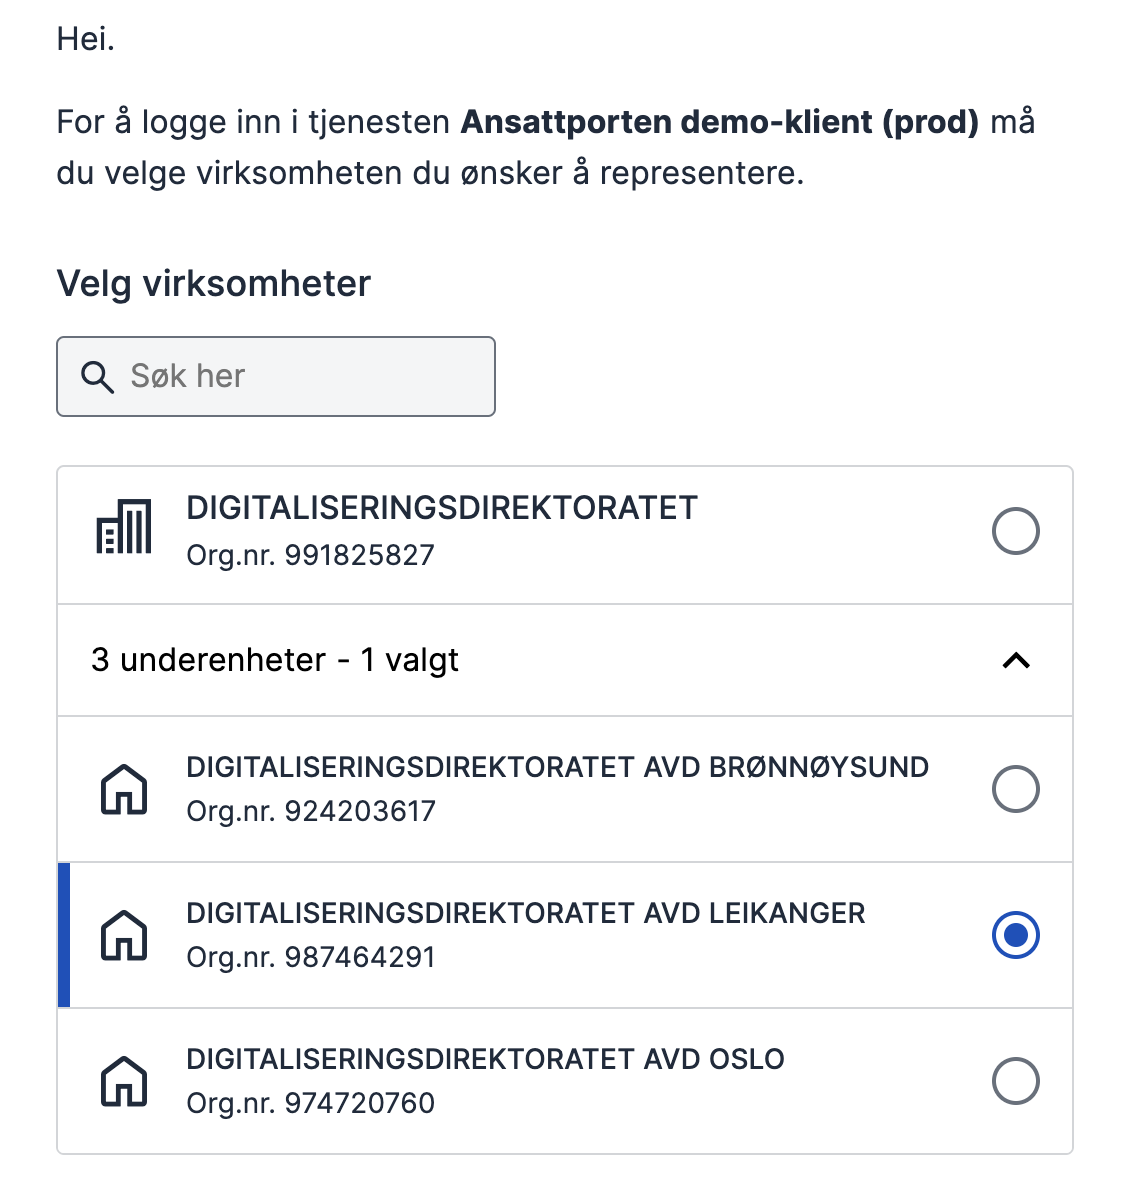 Hei.
For å logge inn i tjenesten Ansattporten demo-klient (prod) må
du velge virksomheten du ønsker å representere.
Velg virksomheter
Søk her
DIGITALISERINGSDIREKTORATET
Org.nr. 991825827
3 underenheter - 1 valgt
DIGITALISERINGSDIREKTORATET AVD BRØNNØYSUND
Org.nr. 924203617
DIGITALISERINGSDIREKTORATET AVD LEIKANGER
Org.nr. 987464291
DIGITALISERINGSDIREKTORATET AVD OSLO
Org.nr. 974720760